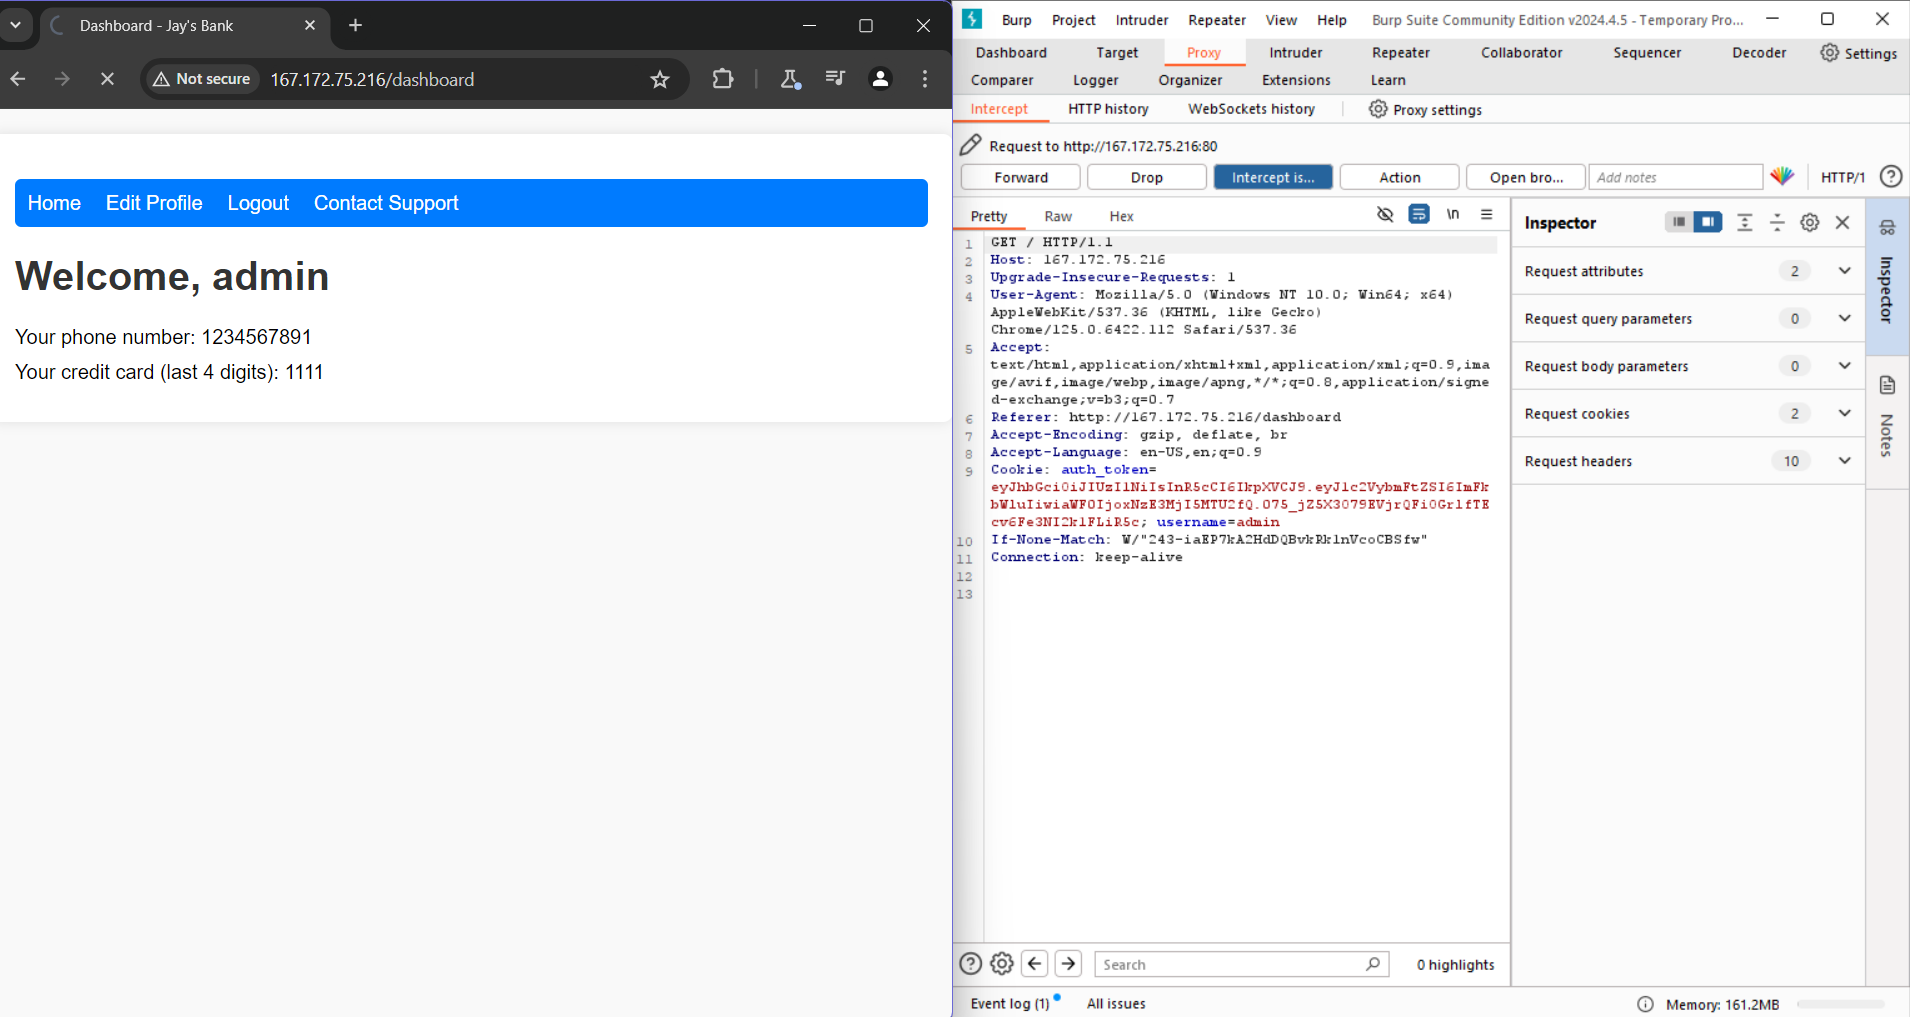 Dashboard - Jay's Bank
Not secure
167.172.75.216/dashboard
Home
Edit Profile
Logout
Contact Support
Welcome, admin
Your phone number: 1234567891
Your credit card (last 4 digits): 1111
Burp
Project
Intruder
Repeater
View
Help
Burp Suite Community Edition v2024.4.5 - Temporary Pro...
Dashboard
Target
Proxy
Intruder
Repeater
Collaborator
Sequencer
Decoder
Settings
Comparer
Logger
Organizer
Extensions
Learn
Intercept
HTTP history
WebSockets history
Proxy settings
Request to http://167.172.75.216:80
Forward
Drop
Intercept is...
Action
Open bro...
Add notes
HTTP/1
?
Pretty
Raw
Hex
\n
1 GET / HTTP/1.1
2 Host: 167.172.75.216
3 Upgrade-Insecure-Requests: 1
4 User-Agent: Mozilla/5.0 (Windows NT 10.0; Win64; x64)
AppleWebKit/537.36 (KHTML, like Gecko)
Chrome/125.0.6422.112 Safari/537.36
5 Accept:
text/html,application/xhtml+xml,application/xml;q=0.9,ima
ge/avif,image/webp,image/apng,*/*;q=0.8,application/signe
d-exchange;v=b3;q=0.7
6 Referer: http://167.172.75.216/dashboard
7 Accept-Encoding: gzip, deflate, br
8 Accept-Language: en-US,en;q=0.9
9 Cookie: auth_token=
username=admin
10 If-None-Match:
11 Connection: keep-alive
12
13
Inspector
Request attributes 2
Request query parameters 0
Request body parameters 0
Request cookies 2
Request headers 10
Inspector
Notes
?
Search
0 highlights
Event log (1)
All issues
Memory: 161.2MB